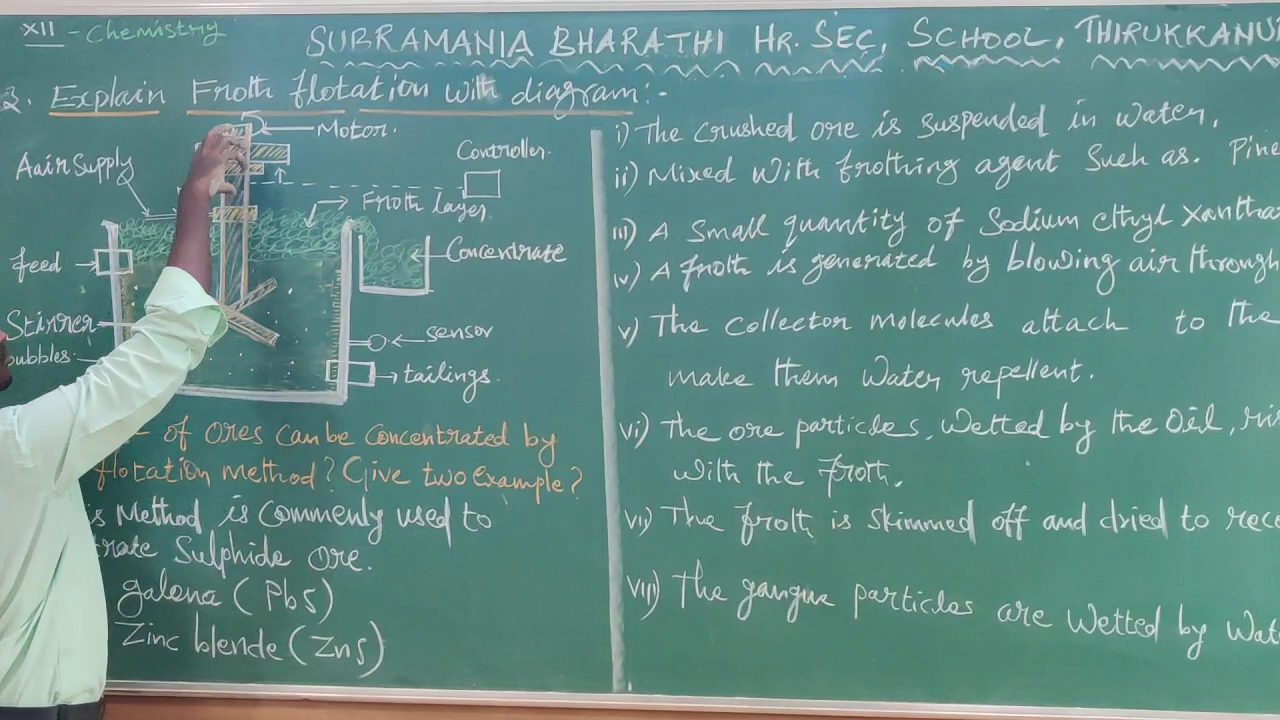 XII - Chemistry
SUBRAMANIA BHARATHI HR. SEC, SCHOOL, THIRUKKANU
2. Explain Froth flotation with diagram:-
Motor.
Aair Supply
Controller.
Froth layer.
feed
Concentrate
Stirrer
sensor
bubbles
tailings.
of Ores can be Concentrated by
flotation method? Give two Example?
s Method is Commenly used to
trate Sulphide Ore.
galena (Pbs)
Zinc blende (Zns)
i) The Crushed ore is Suspended in Water.
ii) Mixed With frothing agent Such as. Pine
iii) A Small quantity of Sodium ethyl Xantha
iv) A froth is generated by blowing air through
v) The Collector molecules attach to the
make them Water repellent.
vi) The ore particles, Wetted by the Oil, ris
With the froth.
vi) The froth is Skimmed off and dried to reco
viii) The gangue particles are Wetted by Wat